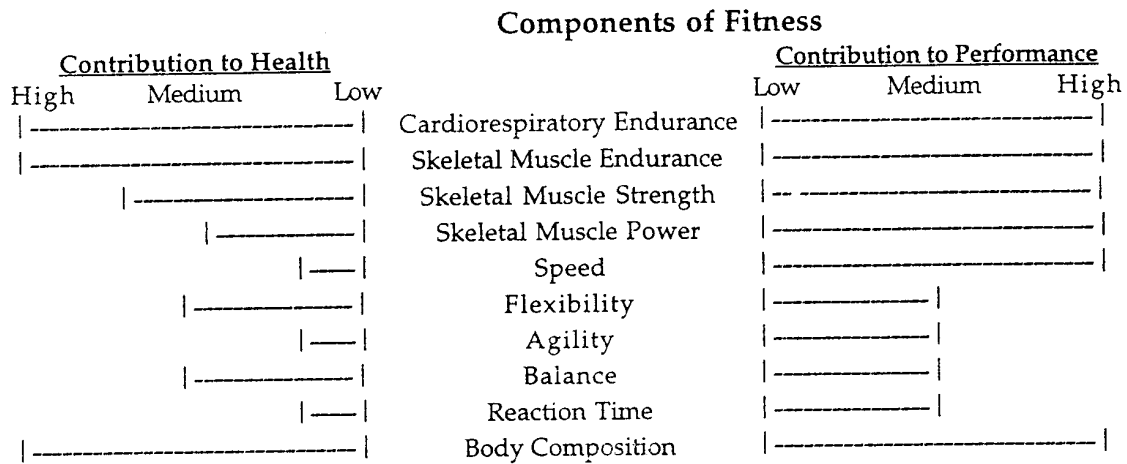 Components of Fitness
Contribution to Health
Contribution to Performance
High Medium Low
Low Medium High
Cardiorespiratory Endurance
Skeletal Muscle Endurance
Skeletal Muscle Strength
Skeletal Muscle Power
Speed
Flexibility
Agility
Balance
Reaction Time
Body Composition